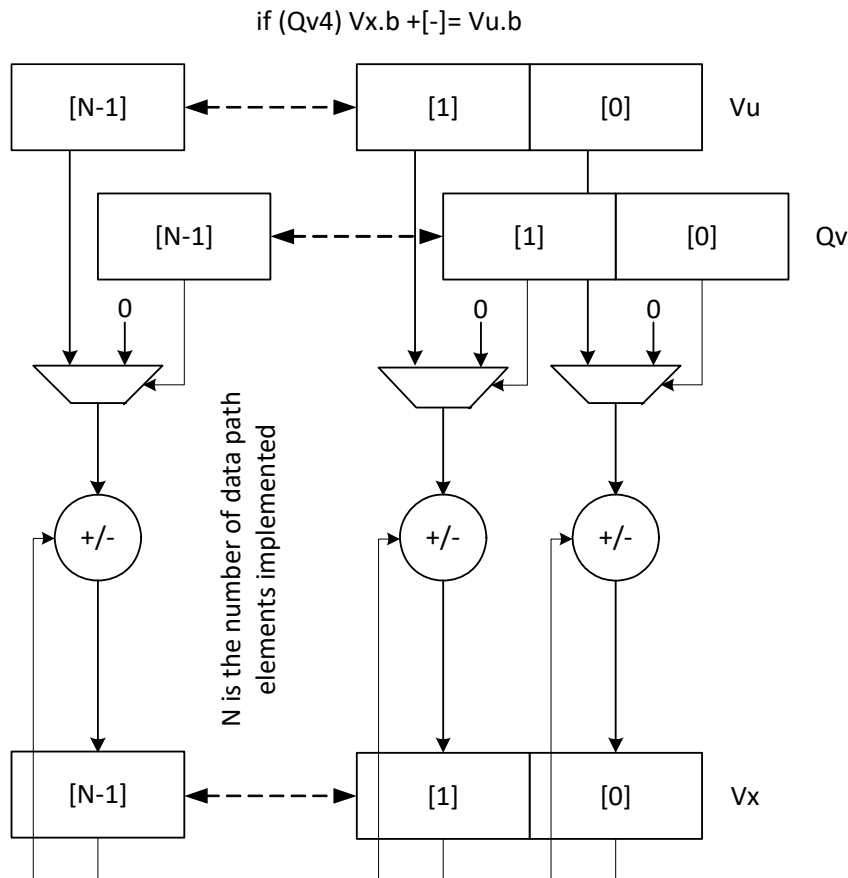 if (Qv4) Vx.b +[-]= Vu.b
[N-1] [1] [0] Vu
[N-1] [1] [0] Qv
0 0 0
N is the number of data path
elements implemented
+/- +/- +/-
[N-1] [1] [0] Vx